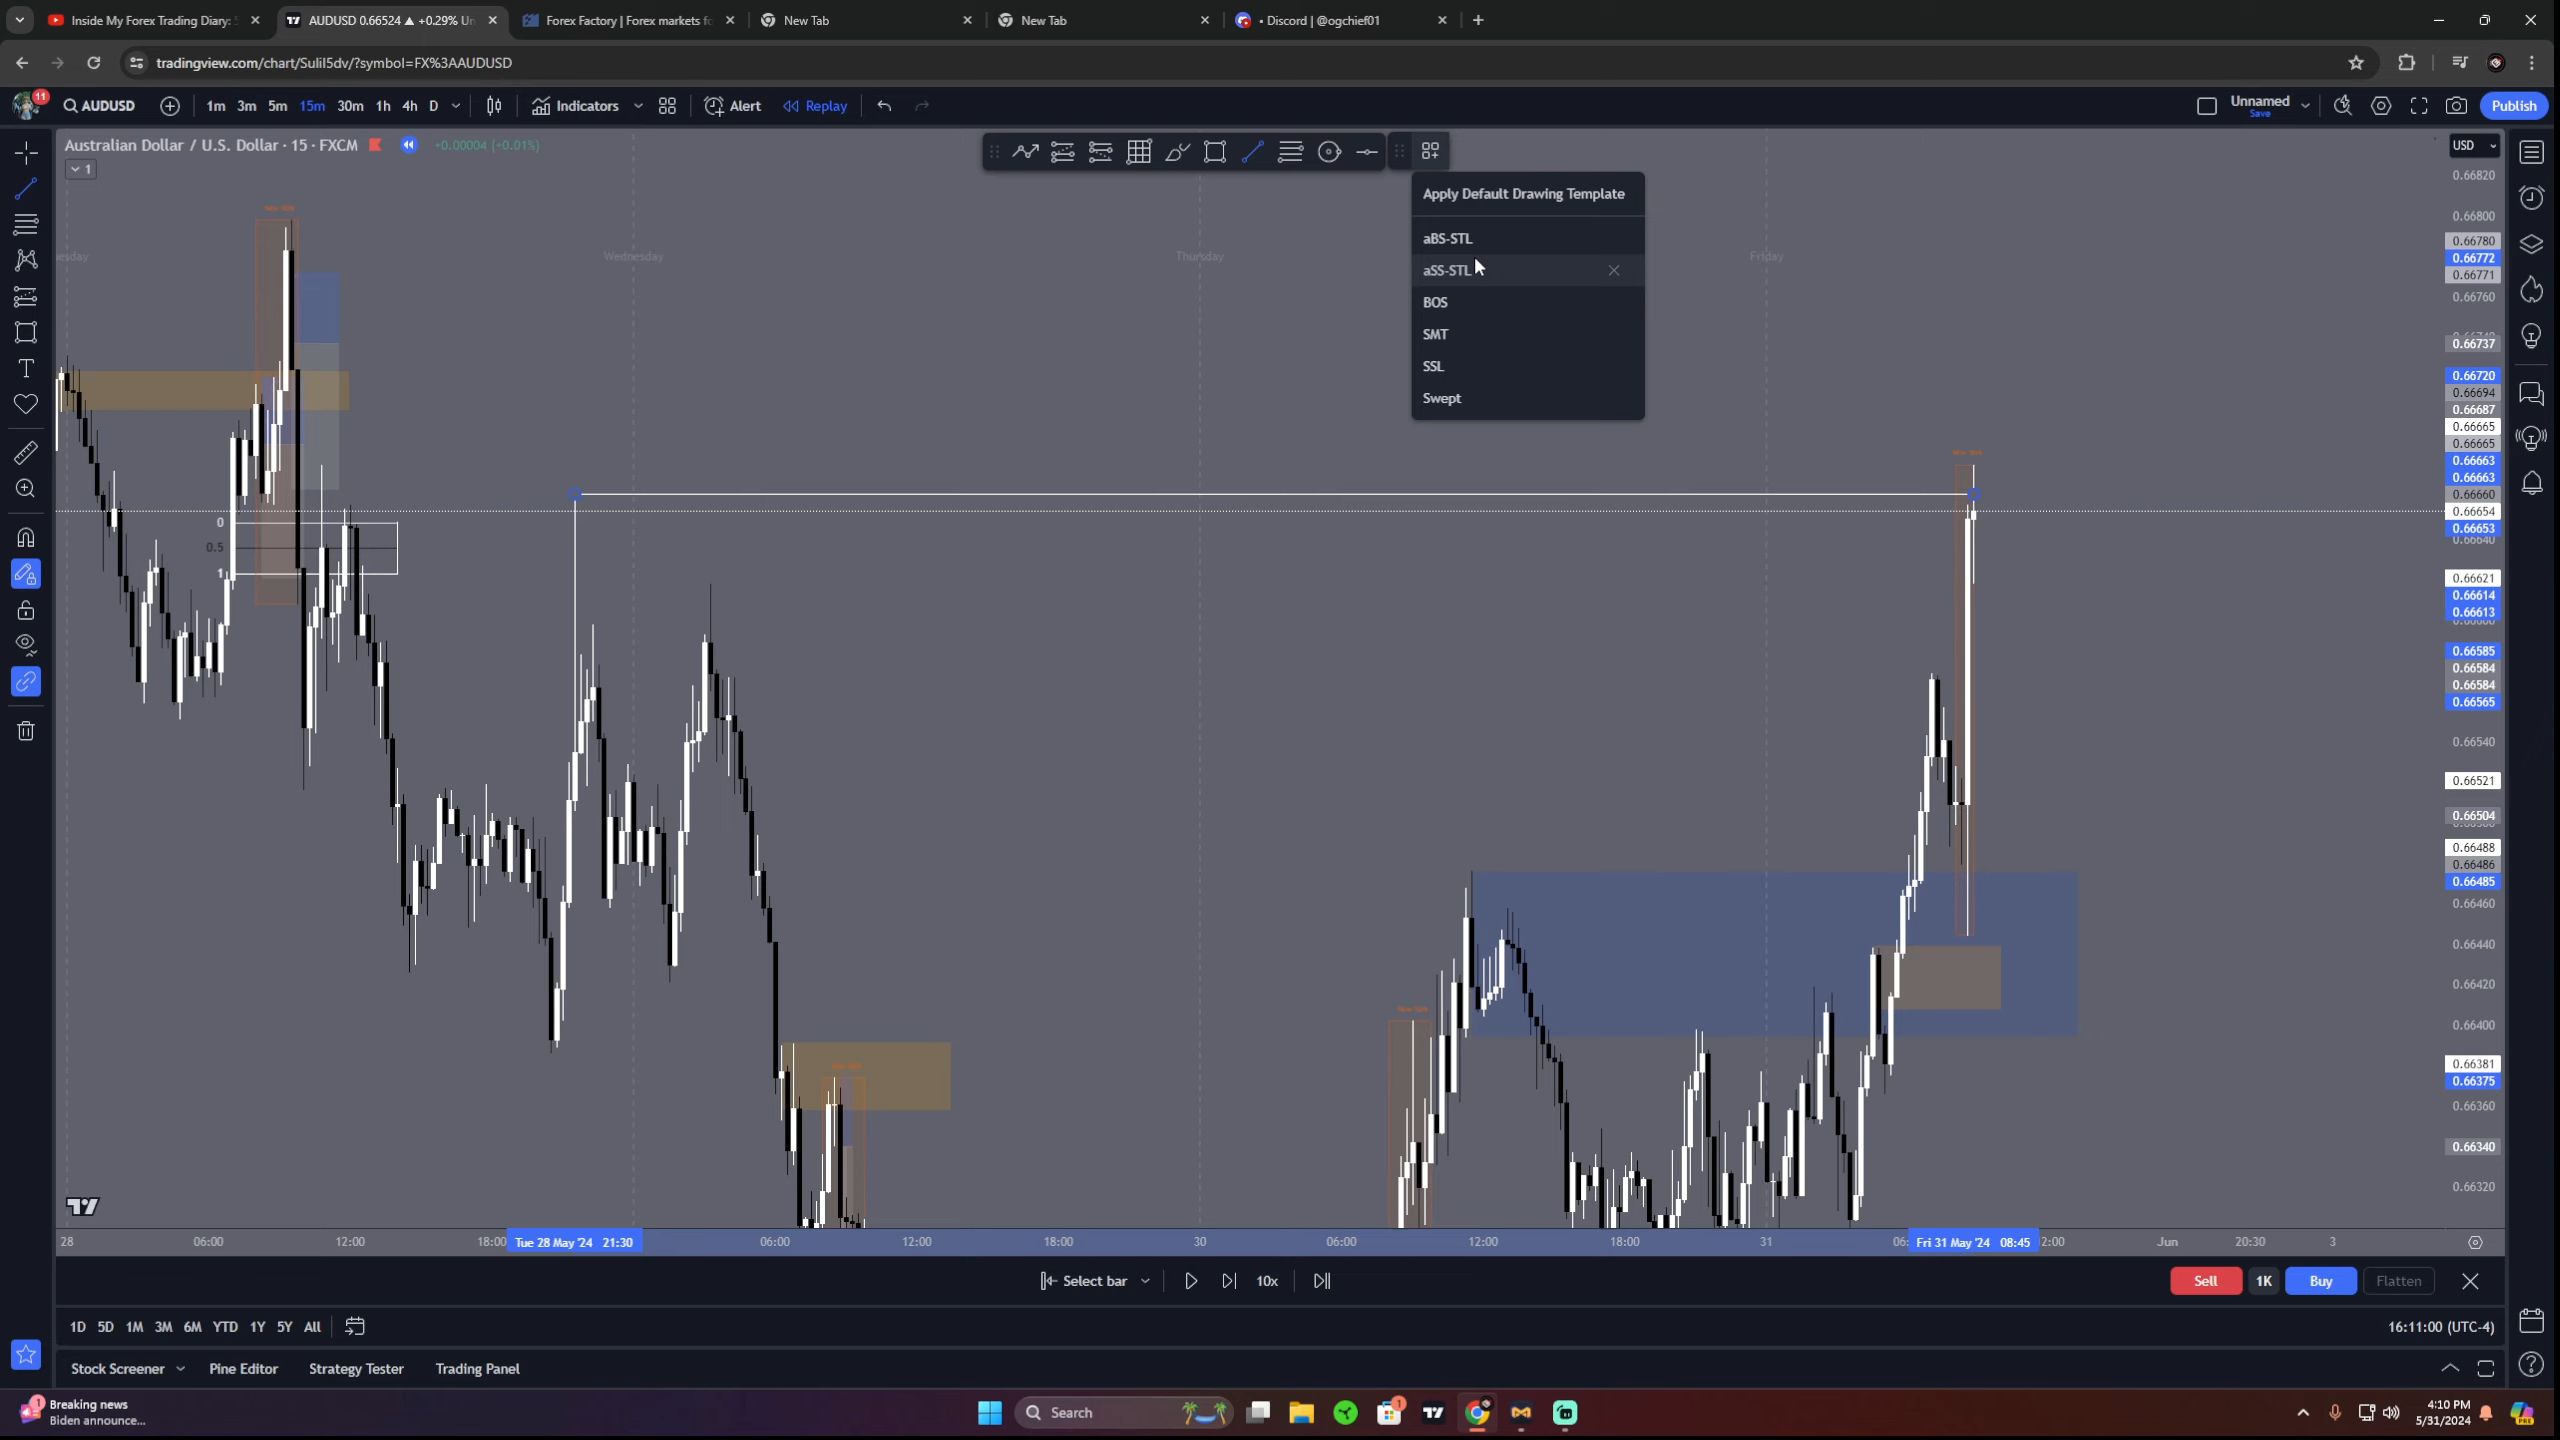 Inside My Forex Trading Diary:
AUDUSD 0.66524 ▲ +0.29% Un
Forex Factory | Forex markets fo
New Tab
New Tab
• Discord | @ogchief01
tradingview.com/chart/Sulil5dv/?symbol=FX%3AAUDUSD
11
AUDUSD
1m 3m 5m 15m 30m 1h 4h D
Indicators
Alert
Replay
Unnamed
Save
Publish
Australian Dollar / U.S. Dollar · 15 · FXCM
+0.00004 (+0.01%)
1
USD
Apply Default Drawing Template
aBS-STL
aSS-STL
BOS
SMT
SSL
Swept
Wednesday
Thursday
Friday
0
0.5
1
0.66820
0.66800
0.66780
0.66772
0.66771
0.66760
0.66737
0.66720
0.66694
0.66687
0.66665
0.66665
0.66663
0.66663
0.66660
0.66654
0.66653
0.66640
0.66621
0.66614
0.66613
0.66585
0.66584
0.66584
0.66565
0.66540
0.66521
0.66504
0.66488
0.66486
0.66485
0.66460
0.66440
0.66420
0.66400
0.66381
0.66375
0.66360
0.66340
0.66320
28 06:00 12:00 18:00 Tue 28 May '24 21:30 06:00 12:00 18:00 30 06:00 12:00 18:00 31 06: Fri 31 May '24 08:45 2:00 Jun 20:30 3
Select bar
10x
Sell
1K
Buy
Flatten
1D 5D 1M 3M 6M YTD 1Y 5Y All
16:11:00 (UTC-4)
Stock Screener
Pine Editor
Strategy Tester
Trading Panel
1
Breaking news
Biden announce...
Search
1
4:10 PM
5/31/2024